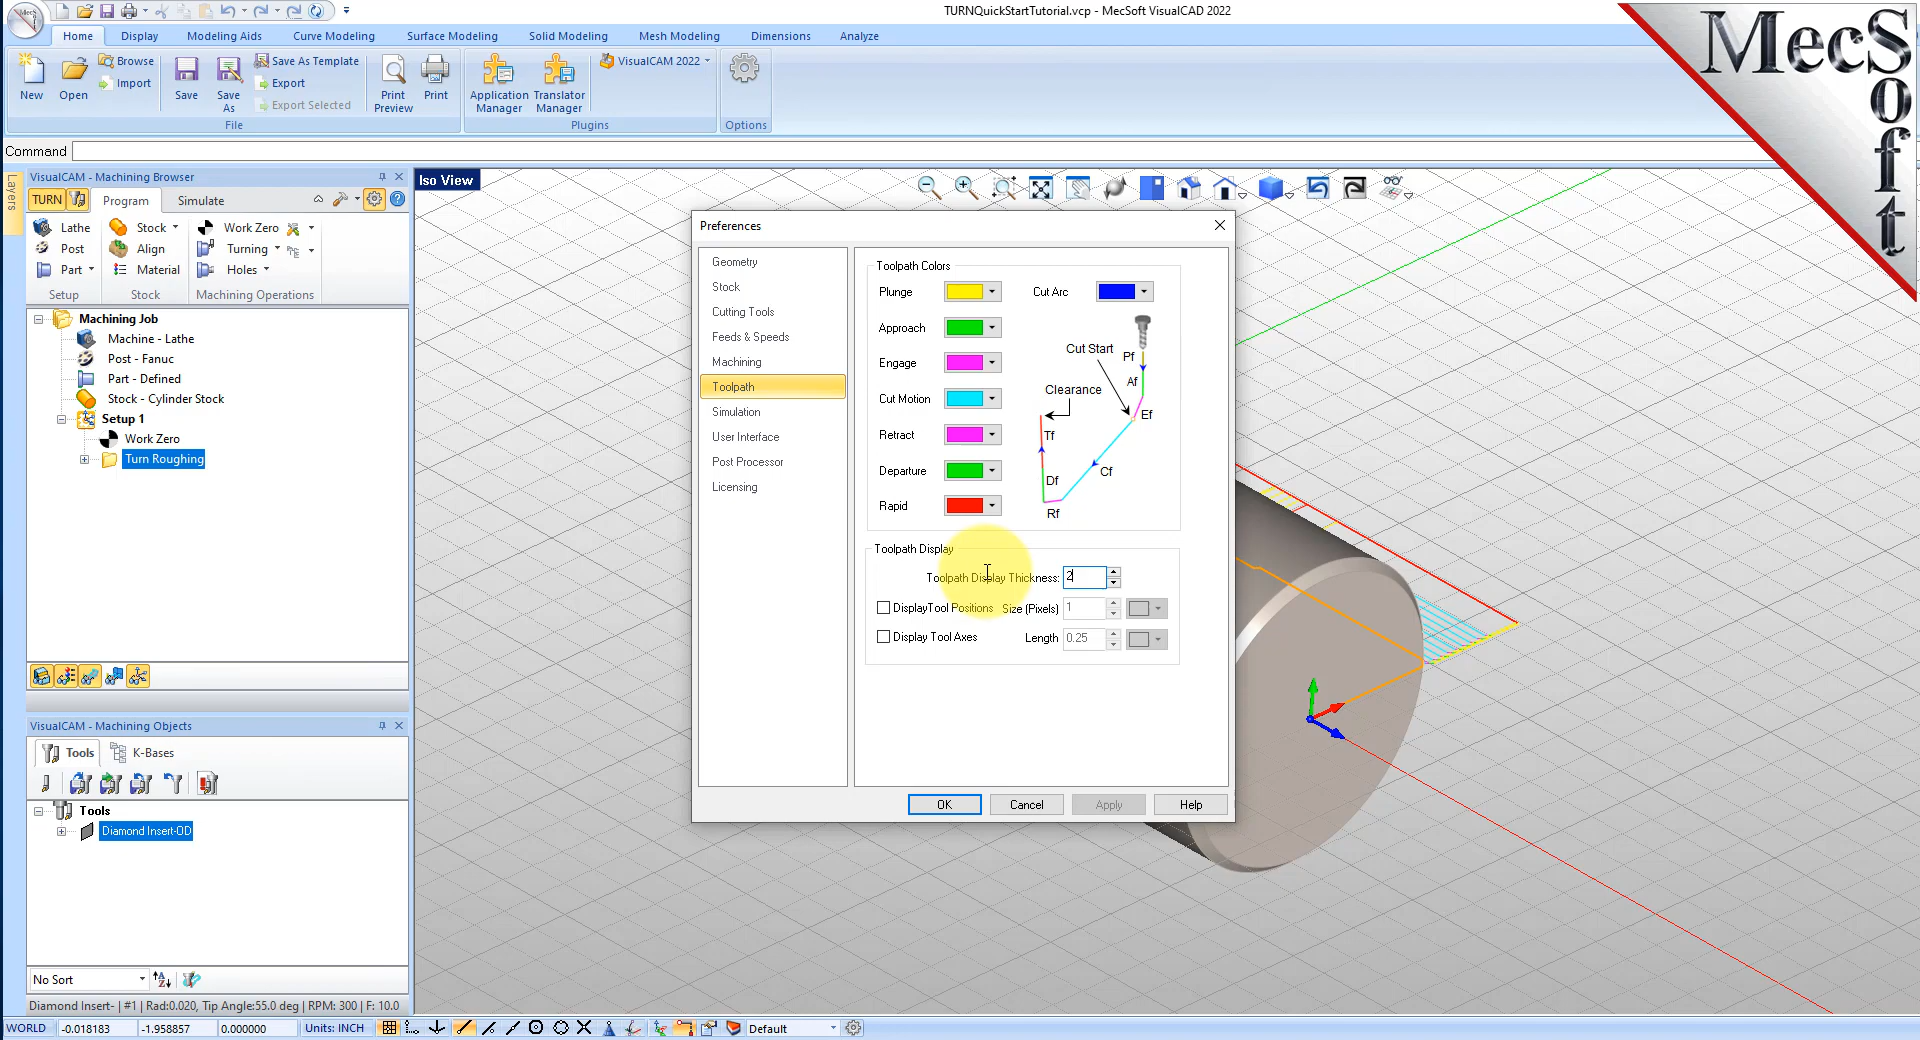 TURNQuickStartTutorial.vcp - MecSoft VisualCAD 2022
MecS
Home Display Modeling Aids Curve Modeling Surface Modeling Solid Modeling Mesh Modeling Dimensions Analyze
New Open Browse Import Save Save As Save As Template Export Export Selected Print Preview Print Application Manager Translator Manager VisualCAM 2022
File Plugins Options
MecSoft
Command
Layers
VisualCAM - Machining Browser
TURN Program Simulate
Lathe Stock Work Zero
Post Align Turning
Part Material Holes
Setup Stock Machining Operations
Machining Job
Machine - Lathe
Post - Fanuc
Part - Defined
Stock - Cylinder Stock
Setup 1
Work Zero
Turn Roughing
VisualCAM - Machining Objects
Tools K-Bases
Tools
Diamond Insert-OD
No Sort
Diamond Insert- | #1 | Rad:0.020, Tip Angle:55.0 deg | RPM: 300 | F: 10.0
Iso View
Preferences
Geometry
Stock
Cutting Tools
Feeds & Speeds
Machining
Toolpath
Simulation
User Interface
Post Processor
Licensing
Toolpath Colors
Plunge Cut Arc
Approach
Engage
Cut Motion
Retract
Departure
Rapid
Cut Start
Clearance
Pf
Af
Ef
Tf
Cf
Df
Rf
Toolpath Display
Toolpath Display Thickness: 2
DisplayTool Positions Size (Pixels) 1
Display Tool Axes Length 0.25
OK Cancel Apply Help
WORLD -0.018183 -1.958857 0.000000 Units: INCH Default